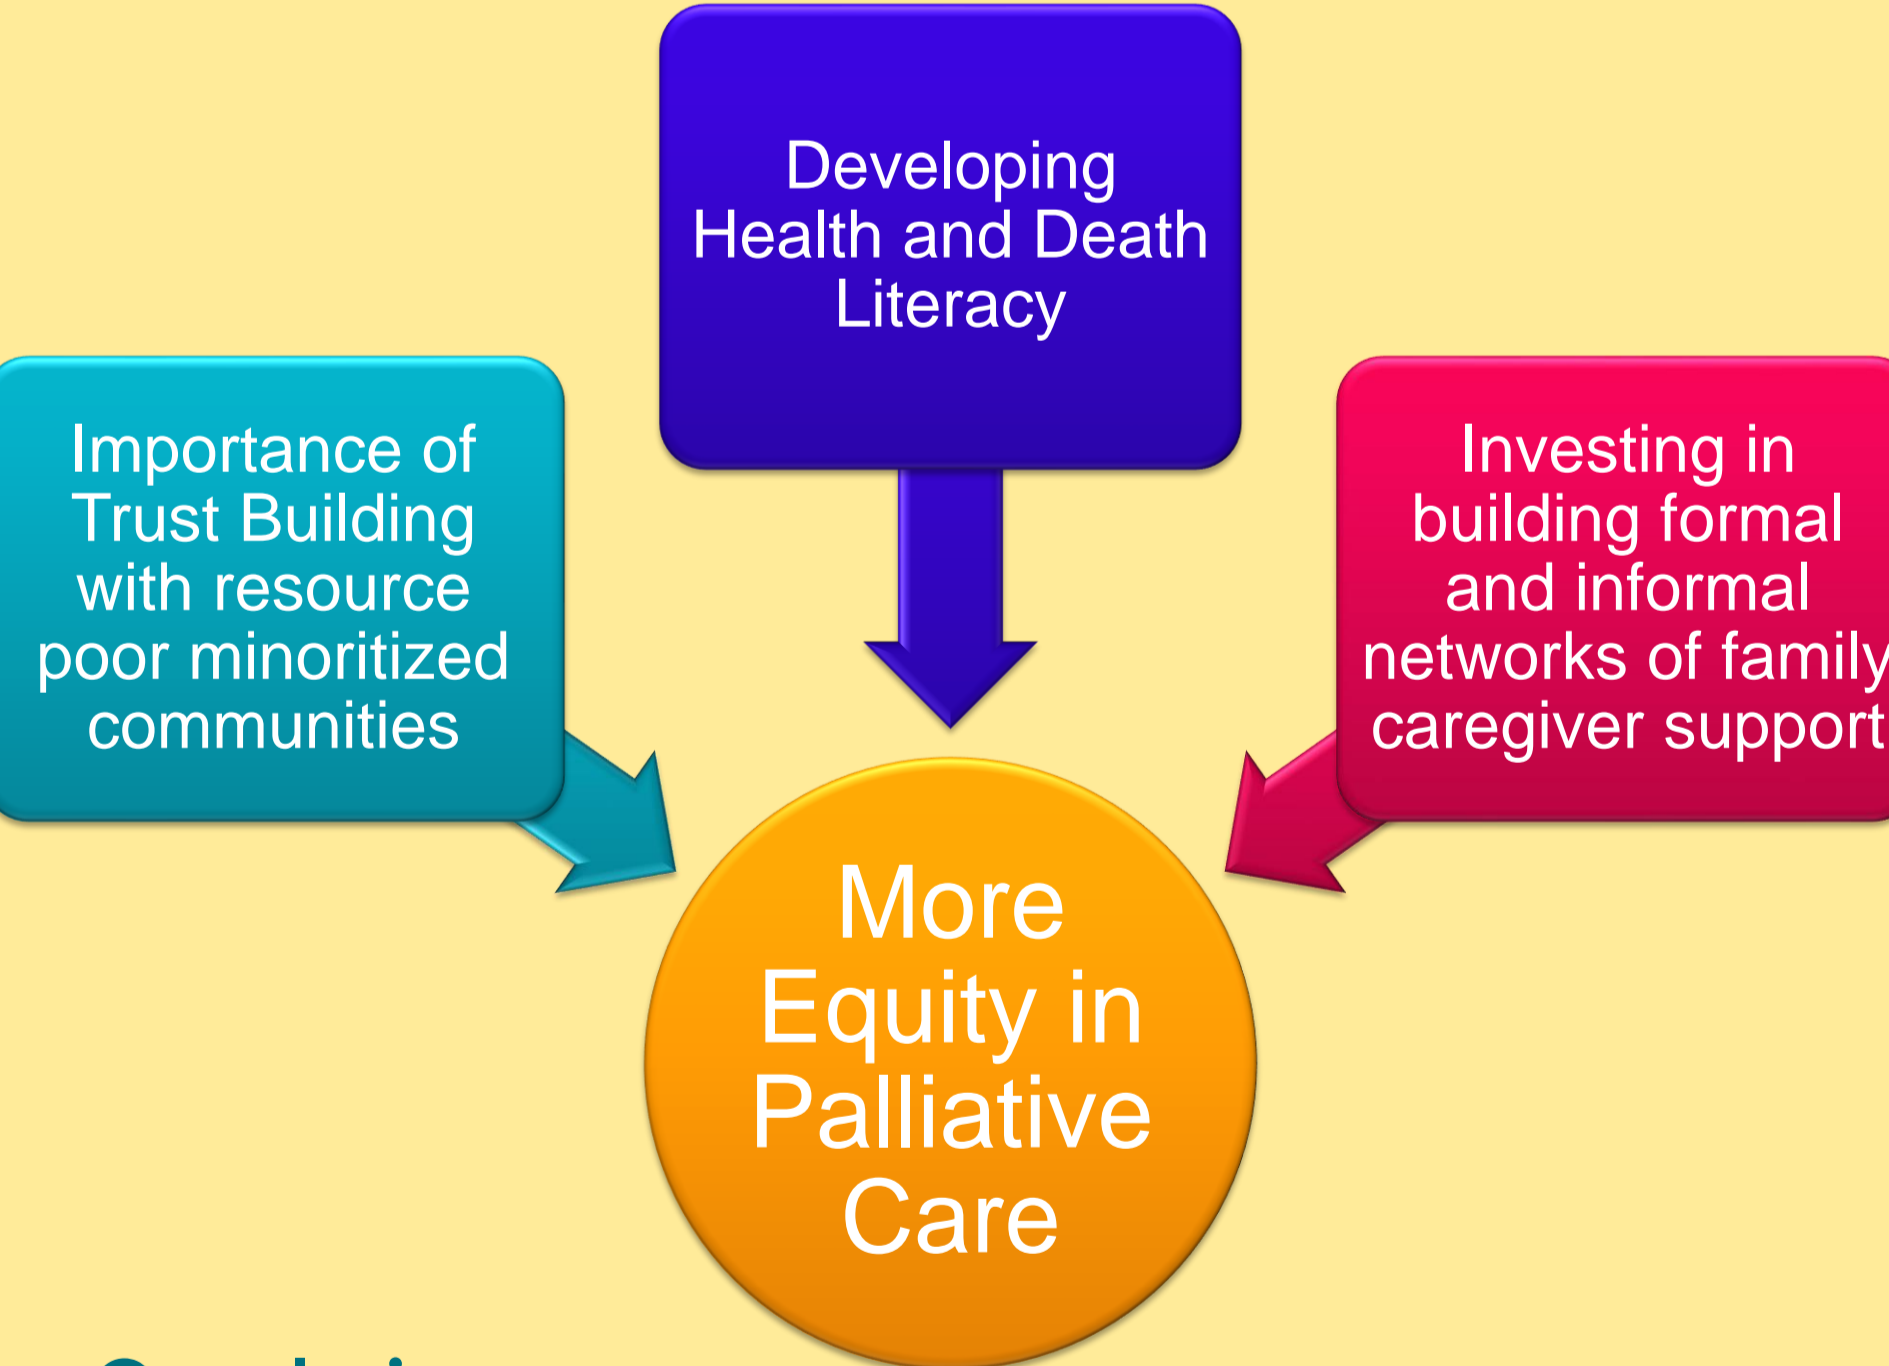 Developing
Health and Death
Literacy
Importance of
Trust Building
with resource
poor minoritized
communities
Investing in
building formal
and informal
networks of family
caregiver support
More
Equity in
Palliative
Care